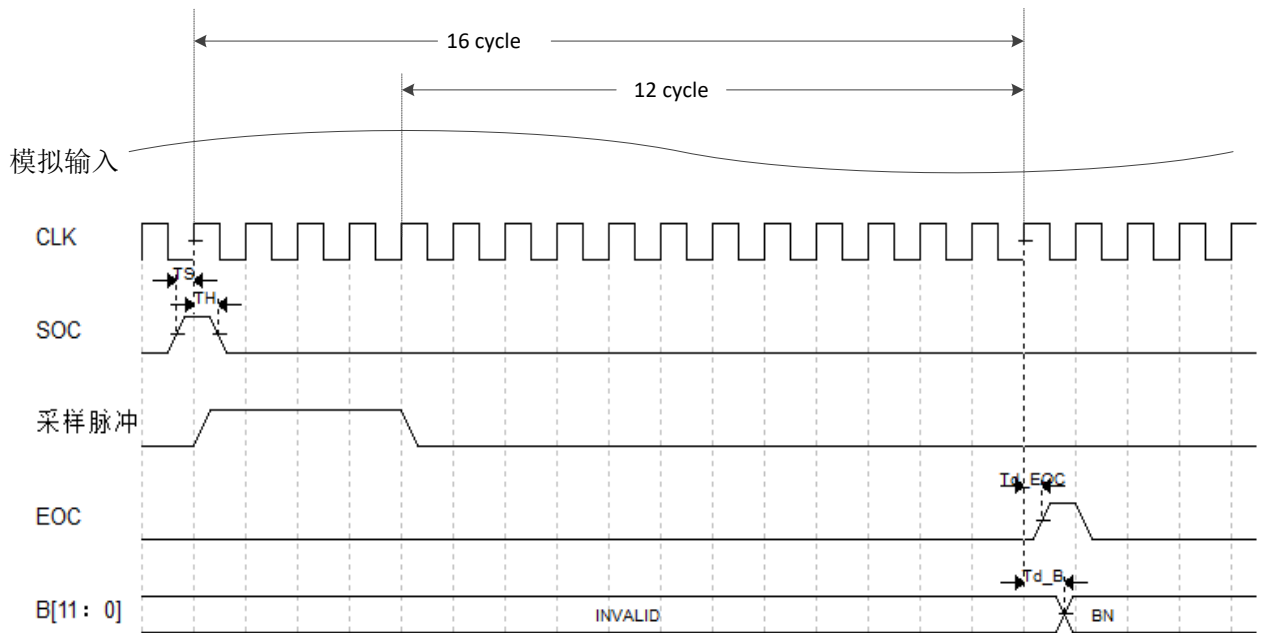 16 cycle
12 cycle
模拟输入
CLK
TS
TH
SOC
采样脉冲
Td_EOC
EOC
Td_B
B[11：0]
INVALID
BN